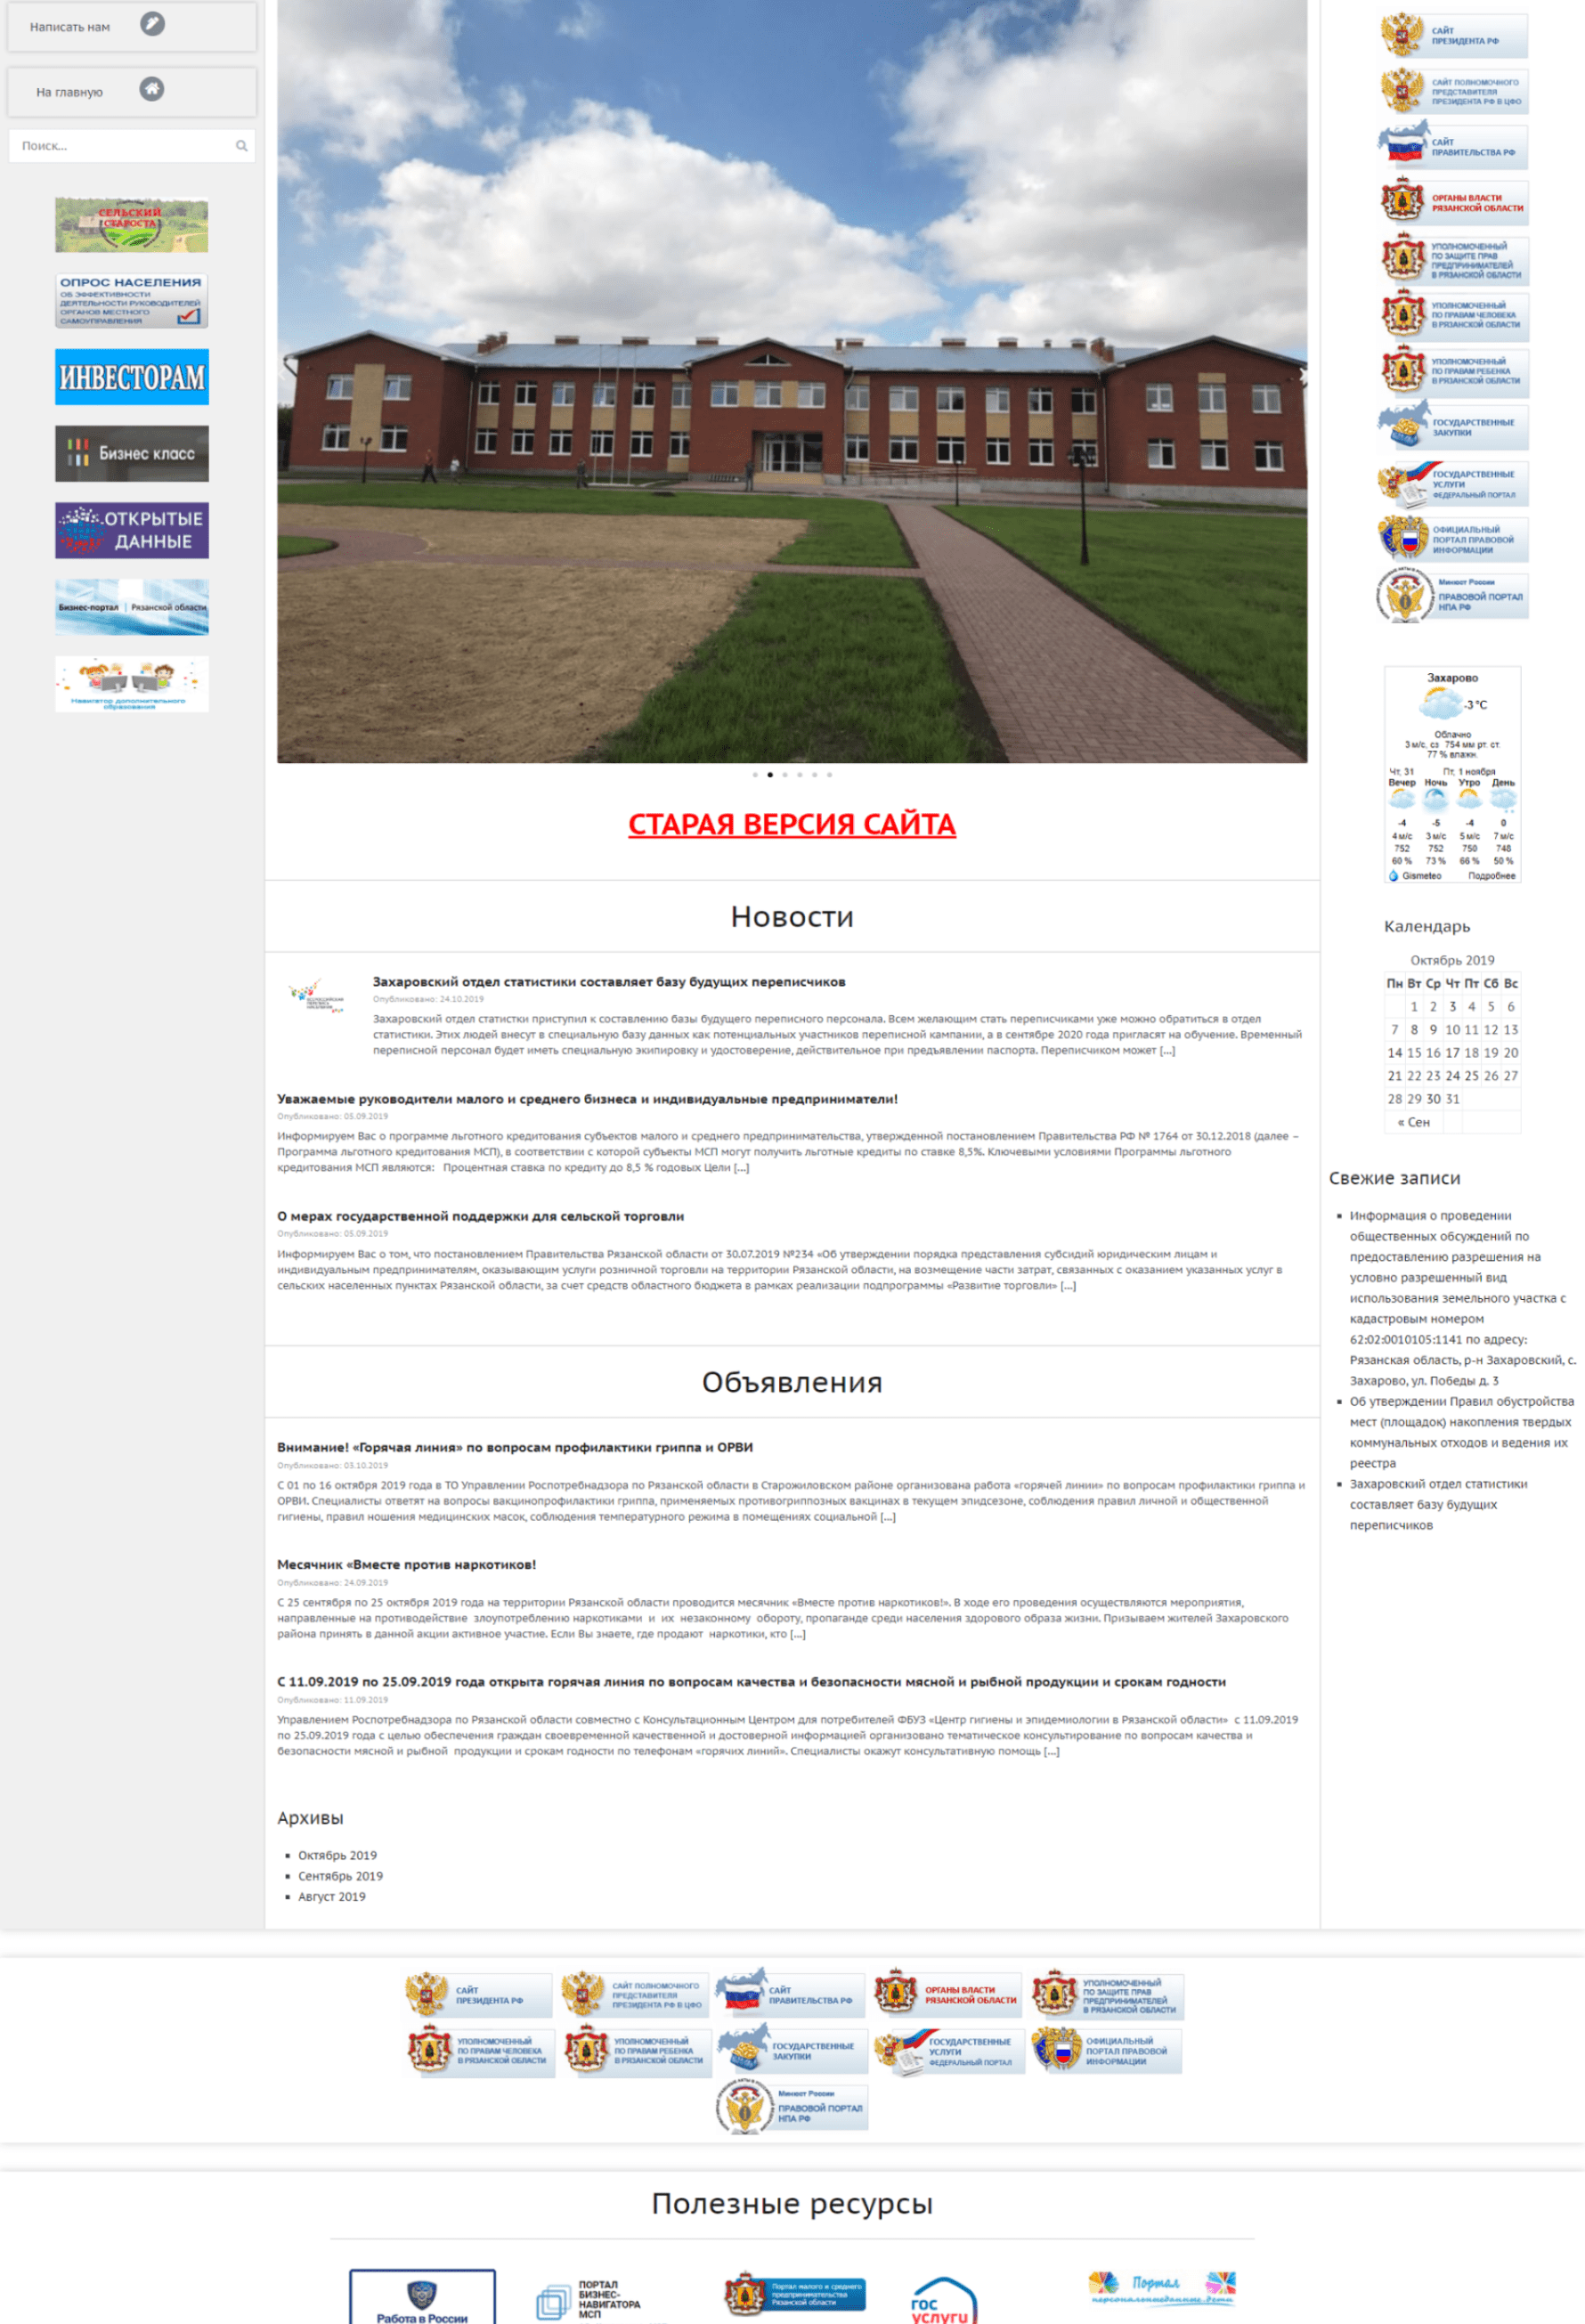 Написать нам
На главную
Поиск...
СЕЛЬСКИЙ
СТАРОСТА
ОПРОС НАСЕЛЕНИЯ
ОБ ЭФФЕКТИВНОСТИ
ДЕЯТЕЛЬНОСТИ РУКОВОДИТЕЛЕЙ
ОРГАНОВ МЕСТНОГО
САМОУПРАВЛЕНИЯ
ИНВЕСТОРАМ
Бизнес класс
ОТКРЫТЫЕ
ДАННЫЕ
Бизнес-портал | Рязанской области
Навигатор дополнительного
образования
СТАРАЯ ВЕРСИЯ САЙТА
Новости
Захаровский отдел статистики составляет базу будущих переписчиков
Опубликовано: 24.10.2019
Захаровский отдел статистки приступил к составлению базы будущего переписного персонала. Всем желающим стать переписчиками уже можно обратиться в отдел
статистики. Этих людей внесут в специальную базу данных как потенциальных участников переписной кампании, а в сентябре 2020 года пригласят на обучение. Временный
переписной персонал будет иметь специальную экипировку и удостоверение, действительное при предъявлении паспорта. Переписчиком может [...]
Уважаемые руководители малого и среднего бизнеса и индивидуальные предприниматели!
Опубликовано: 05.09.2019
Информируем Вас о программе льготного кредитования субъектов малого и среднего предпринимательства, утвержденной постановлением Правительства РФ № 1764 от 30.12.2018 (далее –
Программа льготного кредитования МСП), в соответствии с которой субъекты МСП могут получить льготные кредиты по ставке 8,5%. Ключевыми условиями Программы льготного
кредитования МСП являются: Процентная ставка по кредиту до 8,5 % годовых Цели [...]
О мерах государственной поддержки для сельской торговли
Опубликовано: 05.09.2019
Информируем Вас о том, что постановлением Правительства Рязанской области от 30.07.2019 №234 «Об утверждении порядка представления субсидий юридическим лицам и
индивидуальным предпринимателям, оказывающим услуги розничной торговли на территории Рязанской области, на возмещение части затрат, связанных с оказанием указанных услуг в
сельских населенных пунктах Рязанской области, за счет средств областного бюджета в рамках реализации подпрограммы «Развитие торговли» [...]
Объявления
Внимание! «Горячая линия» по вопросам профилактики гриппа и ОРВИ
Опубликовано: 03.10.2019
С 01 по 16 октября 2019 года в ТО Управлении Роспотребнадзора по Рязанской области в Старожиловском районе организована работа «горячей линии» по вопросам профилактики гриппа и
ОРВИ. Специалисты ответят на вопросы вакцинопрофилактики гриппа, применяемых противогриппозных вакцинах в текущем эпидсезоне, соблюдения правил личной и общественной
гигиены, правил ношения медицинских масок, соблюдения температурного режима в помещениях социальной [...]
Месячник «Вместе против наркотиков!
Опубликовано: 24.09.2019
С 25 сентября по 25 октября 2019 года на территории Рязанской области проводится месячник «Вместе против наркотиков!». В ходе его проведения осуществляются мероприятия,
направленные на противодействие злоупотреблению наркотиками и их незаконному обороту, пропаганде среди населения здорового образа жизни. Призываем жителей Захаровского
района принять в данной акции активное участие. Если Вы знаете, где продают наркотики, кто [...]
С 11.09.2019 по 25.09.2019 года открыта горячая линия по вопросам качества и безопасности мясной и рыбной продукции и срокам годности
Опубликовано: 11.09.2019
Управлением Роспотребнадзора по Рязанской области совместно с Консультационным Центром для потребителей ФБУЗ «Центр гигиены и эпидемиологии в Рязанской области» с 11.09.2019
по 25.09.2019 года с целью обеспечения граждан своевременной качественной и достоверной информацией организовано тематическое консультирование по вопросам качества и
безопасности мясной и рыбной продукции и срокам годности по телефонам «горячих линий». Специалисты окажут консультативную помощь [...]
Архивы
Октябрь 2019
Сентябрь 2019
Август 2019
САЙТ
ПРЕЗИДЕНТА РФ
САЙТ ПОЛНОМОЧНОГО
ПРЕДСТАВИТЕЛЯ
ПРЕЗИДЕНТА РФ В ЦФО
САЙТ
ПРАВИТЕЛЬСТВА РФ
ОРГАНЫ ВЛАСТИ
РЯЗАНСКОЙ ОБЛАСТИ
УПОЛНОМОЧЕННЫЙ
ПО ЗАЩИТЕ ПРАВ
ПРЕДПРИНИМАТЕЛЕЙ
В РЯЗАНСКОЙ ОБЛАСТИ
УПОЛНОМОЧЕННЫЙ
ПО ПРАВАМ ЧЕЛОВЕКА
В РЯЗАНСКОЙ ОБЛАСТИ
УПОЛНОМОЧЕННЫЙ
ПО ПРАВАМ РЕБЕНКА
В РЯЗАНСКОЙ ОБЛАСТИ
ГОСУДАРСТВЕННЫЕ
ЗАКУПКИ
ГОСУДАРСТВЕННЫЕ
УСЛУГИ
ФЕДЕРАЛЬНЫЙ ПОРТАЛ
ОФИЦИАЛЬНЫЙ
ПОРТАЛ ПРАВОВОЙ
ИНФОРМАЦИИ
Минюст России
ПРАВОВОЙ ПОРТАЛ
НПА РФ
Захарово
-3 °C
Облачно
3 м/с, сз 754 мм рт. ст.
77 % влажн.
Чт, 31 Пт, 1 ноября
Вечер Ночь Утро День
-4 -5 -4 0
4 м/с 3 м/с 5 м/с 7 м/с
752 752 750 748
60 % 73 % 66 % 50 %
Gismeteo Подробнее
Календарь
Октябрь 2019
Пн Вт Ср Чт Пт Сб Вс
1 2 3 4 5 6
7 8 9 10 11 12 13
14 15 16 17 18 19 20
21 22 23 24 25 26 27
28 29 30 31
« Сен
Свежие записи
Информация о проведении
общественных обсуждений по
предоставлению разрешения на
условно разрешенный вид
использования земельного участка с
кадастровым номером
62:02:0010105:1141 по адресу:
Рязанская область, р-н Захаровский, с.
Захарово, ул. Победы д. 3
Об утверждении Правил обустройства
мест (площадок) накопления твердых
коммунальных отходов и ведения их
реестра
Захаровский отдел статистики
составляет базу будущих
переписчиков
САЙТ
ПРЕЗИДЕНТА РФ
САЙТ ПОЛНОМОЧНОГО
ПРЕДСТАВИТЕЛЯ
ПРЕЗИДЕНТА РФ В ЦФО
САЙТ
ПРАВИТЕЛЬСТВА РФ
ОРГАНЫ ВЛАСТИ
РЯЗАНСКОЙ ОБЛАСТИ
УПОЛНОМОЧЕННЫЙ
ПО ЗАЩИТЕ ПРАВ
ПРЕДПРИНИМАТЕЛЕЙ
В РЯЗАНСКОЙ ОБЛАСТИ
УПОЛНОМОЧЕННЫЙ
ПО ПРАВАМ ЧЕЛОВЕКА
В РЯЗАНСКОЙ ОБЛАСТИ
УПОЛНОМОЧЕННЫЙ
ПО ПРАВАМ РЕБЕНКА
В РЯЗАНСКОЙ ОБЛАСТИ
ГОСУДАРСТВЕННЫЕ
ЗАКУПКИ
ГОСУДАРСТВЕННЫЕ
УСЛУГИ
ФЕДЕРАЛЬНЫЙ ПОРТАЛ
ОФИЦИАЛЬНЫЙ
ПОРТАЛ ПРАВОВОЙ
ИНФОРМАЦИИ
Минюст России
ПРАВОВОЙ ПОРТАЛ
НПА РФ
Полезные ресурсы
Работа в России
ПОРТАЛ
БИЗНЕС-
НАВИГАТОРА
МСП
Портал малого и среднего
предпринимательства
Рязанской области
гос
услуги
Портал
персональныеданные.дети